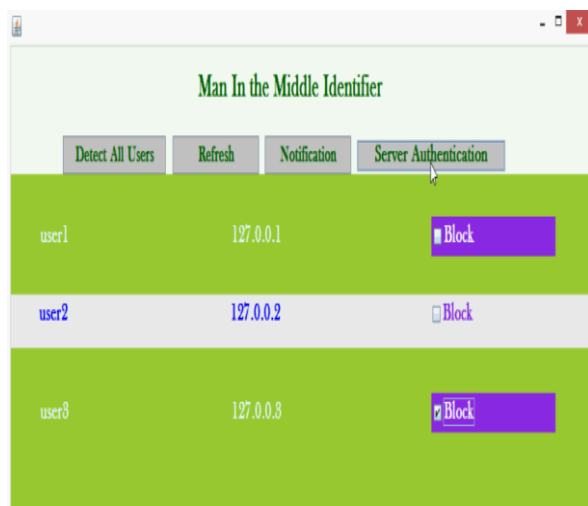 Man In the Middle Identifier
Detect All Users Refresh Notification Server Authentication
user1 127.0.0.1 Block
user2 127.0.0.2 Block
user3 127.0.0.3 Block